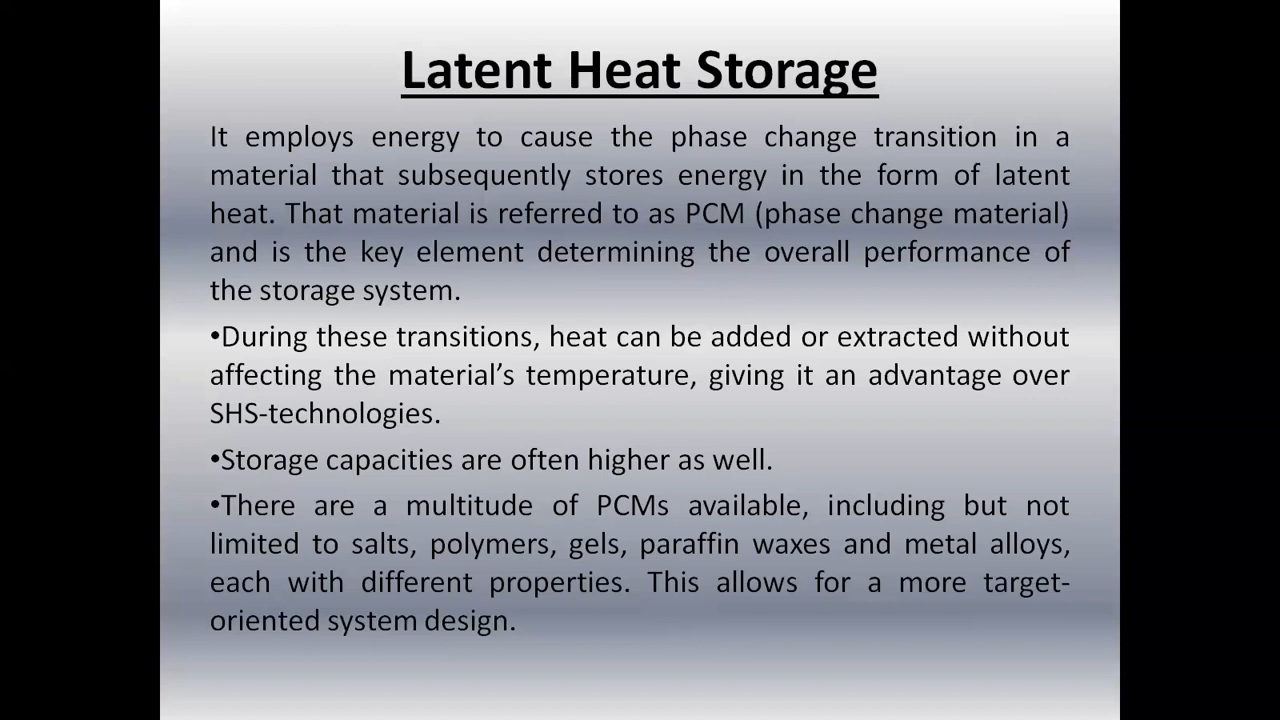 Latent Heat Storage
It employs energy to cause the phase change transition in a
material that subsequently stores energy in the form of latent
heat. That material is referred to as PCM (phase change material)
and is the key element determining the overall performance of
the storage system.
•During these transitions, heat can be added or extracted without
affecting the material’s temperature, giving it an advantage over
SHS-technologies.
•Storage capacities are often higher as well.
•There are a multitude of PCMs available, including but not
limited to salts, polymers, gels, paraffin waxes and metal alloys,
each with different properties. This allows for a more target-
oriented system design.